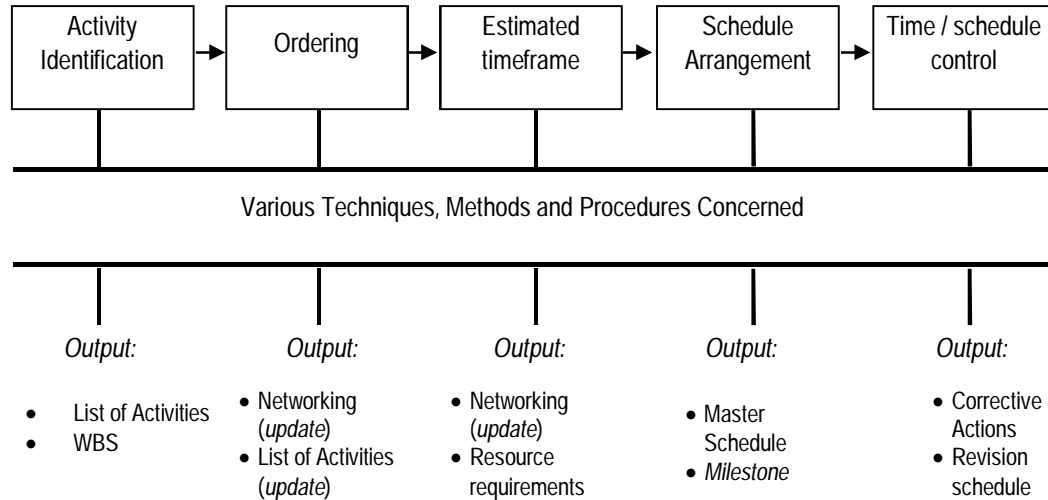 Activity
Identification
Ordering
Estimated
timeframe
Schedule
Arrangement
Time / schedule
control
Various Techniques, Methods and Procedures Concerned
Output:
• List of Activities
• WBS
Output:
• Networking
(update)
• List of Activities
(update)
Output:
• Networking
(update)
• Resource
requirements
Output:
• Master
Schedule
• Milestone
Output:
• Corrective
Actions
• Revision
schedule